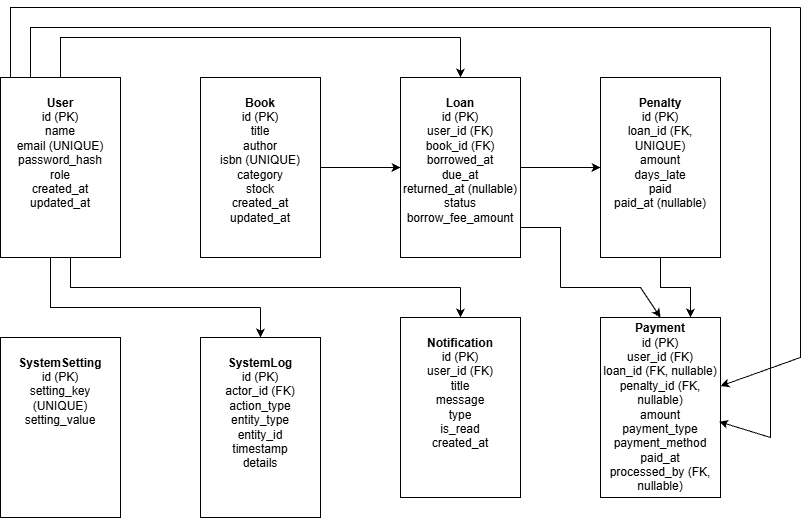 User
id (PK)
name
email (UNIQUE)
password_hash
role
created_at
updated_at
Book
id (PK)
title
author
isbn (UNIQUE)
category
stock
created_at
updated_at
Loan
id (PK)
user_id (FK)
book_id (FK)
borrowed_at
due_at
returned_at (nullable)
status
borrow_fee_amount
Penalty
id (PK)
loan_id (FK,
UNIQUE)
amount
days_late
paid
paid_at (nullable)
SystemSetting
id (PK)
setting_key
(UNIQUE)
setting_value
SystemLog
id (PK)
actor_id (FK)
action_type
entity_type
entity_id
timestamp
details
Notification
id (PK)
user_id (FK)
title
message
type
is_read
created_at
Payment
id (PK)
user_id (FK)
loan_id (FK, nullable)
penalty_id (FK,
nullable)
amount
payment_type
payment_method
paid_at
processed_by (FK,
nullable)